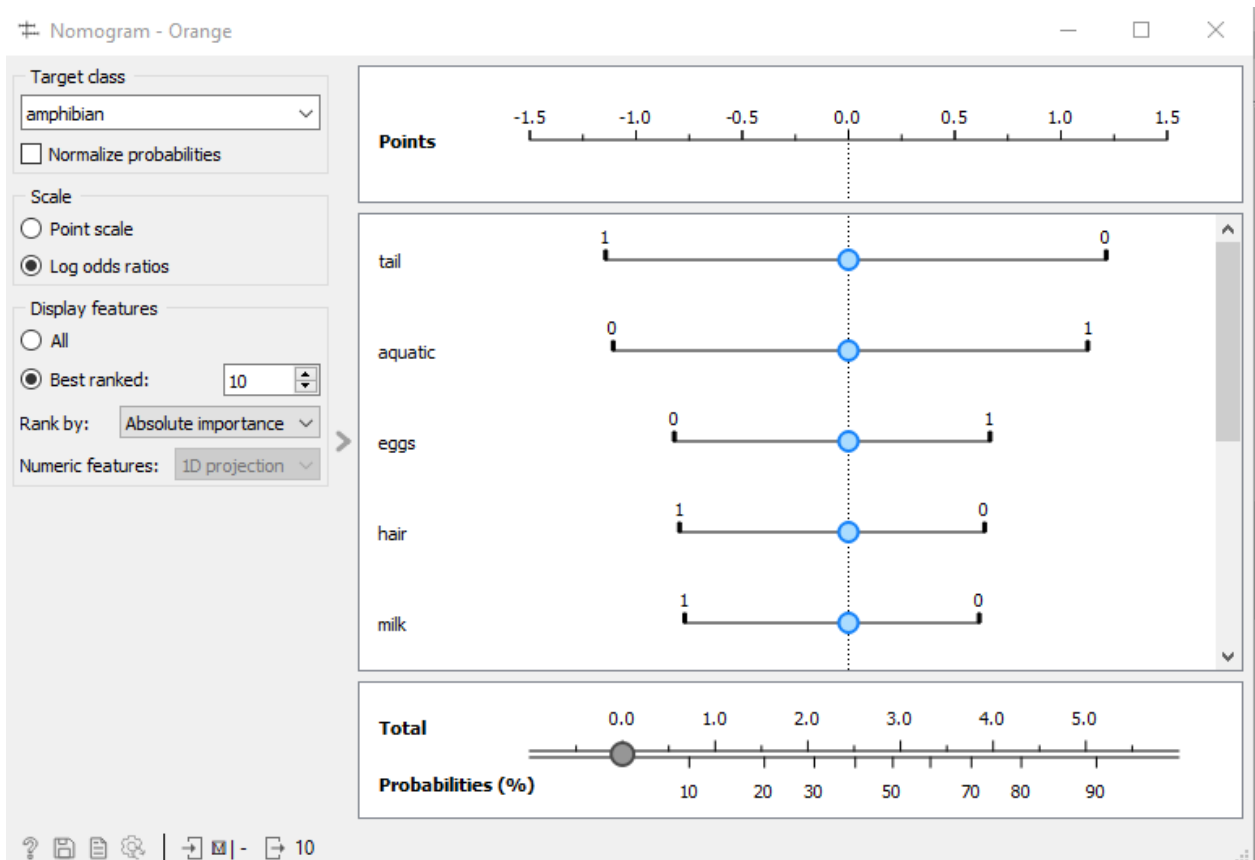 Nomogram - Orange
Target class
amphibian
Normalize probabilities
Scale
Point scale
Log odds ratios
Display features
All
Best ranked: 10
Rank by: Absolute importance
Numeric features: 1D projection
Points
-1.5 -1.0 -0.5 0.0 0.5 1.0 1.5
1 0
tail
0 1
aquatic
0 1
eggs
1 0
hair
1 0
milk
Total
0.0 1.0 2.0 3.0 4.0 5.0
Probabilities (%)
10 20 30 50 70 80 90
? M | - 10